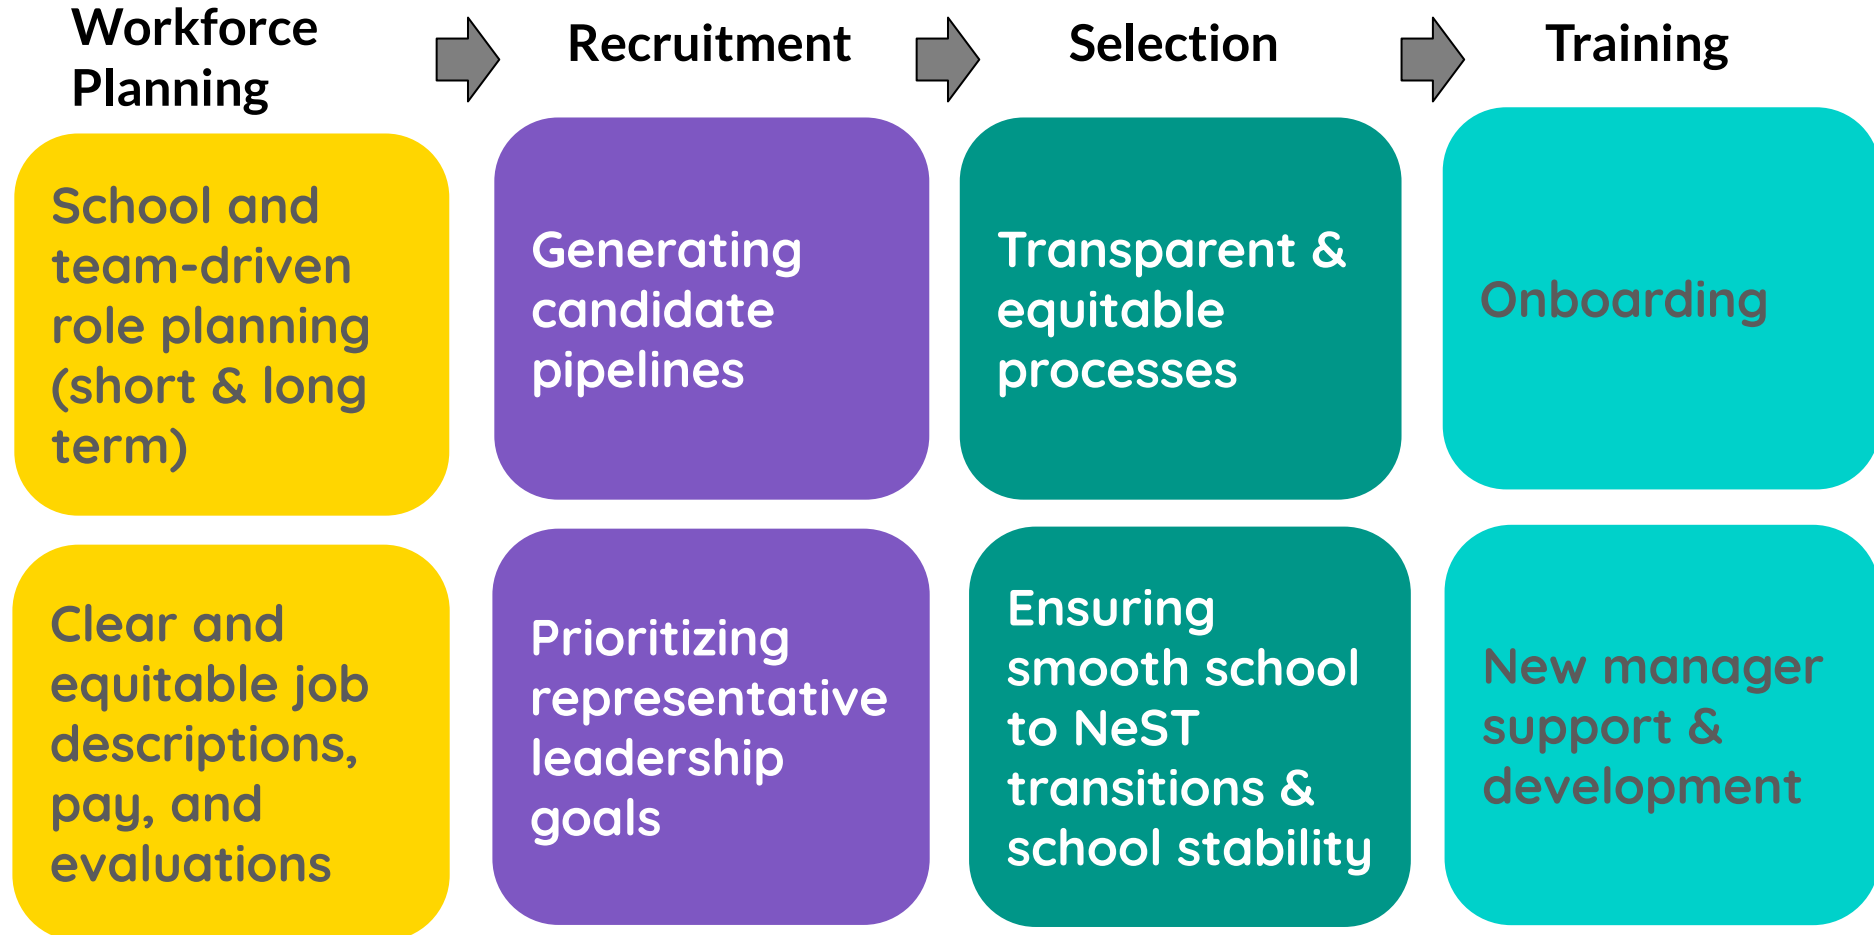 Workforce
Planning
Recruitment
Selection
Training
School and
team-driven
role planning
(short & long
term)
Generating
candidate
pipelines
Transparent &
equitable
processes
Onboarding
Clear and
equitable job
descriptions,
pay, and
evaluations
Prioritizing
representative
leadership
goals
Ensuring
smooth school
to NeST
transitions &
school stability
New manager
support &
development